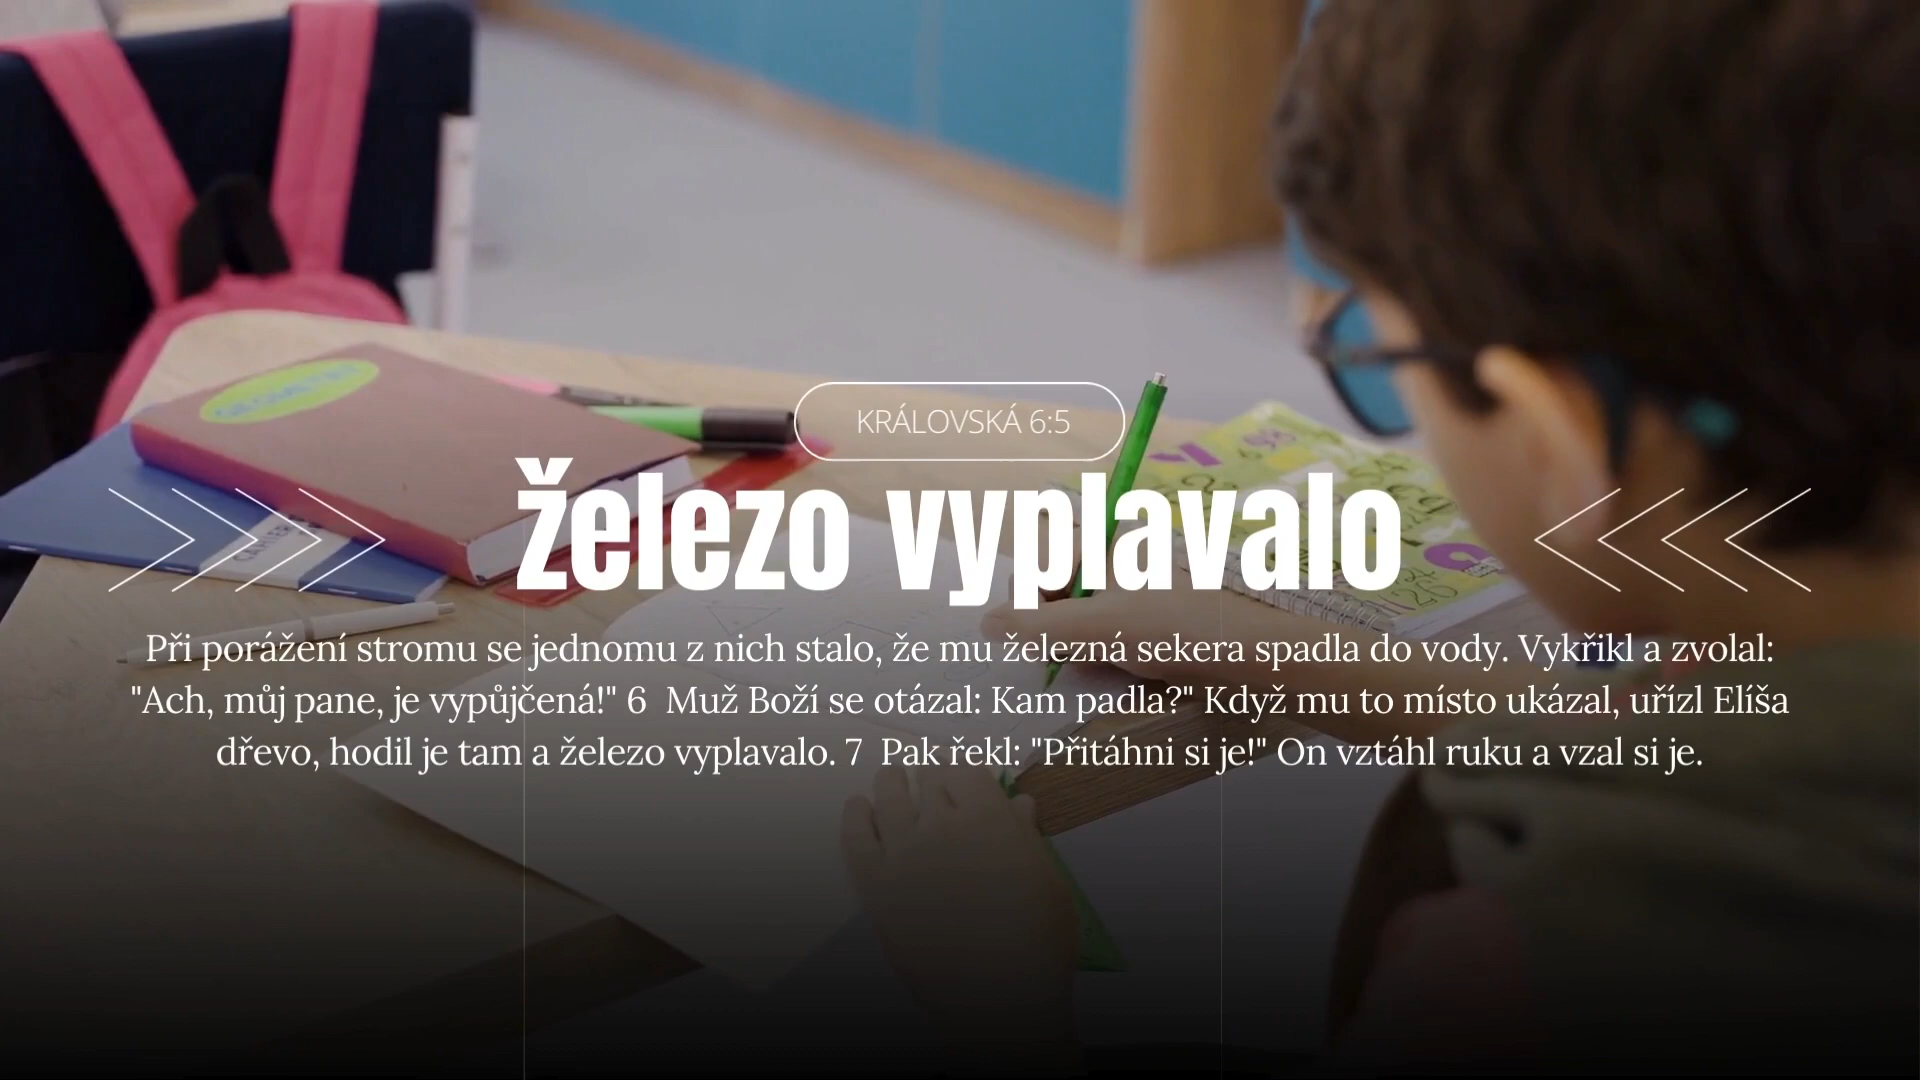 KRÁLOVSKÁ 6:5
železo vyplavalo
Při porážení stromu se jednomu z nich stalo, že mu železná sekera spadla do vody. Vykřikl a zvolal:
"Ach, můj pane, je vypůjčená!" 6  Muž Boží se otázal: Kam padla?" Když mu to místo ukázal, uřízl Elíša
dřevo, hodil je tam a železo vyplavalo. 7  Pak řekl: "Přitáhni si je!" On vztáhl ruku a vzal si je.
GEOMETRY
CAHIER